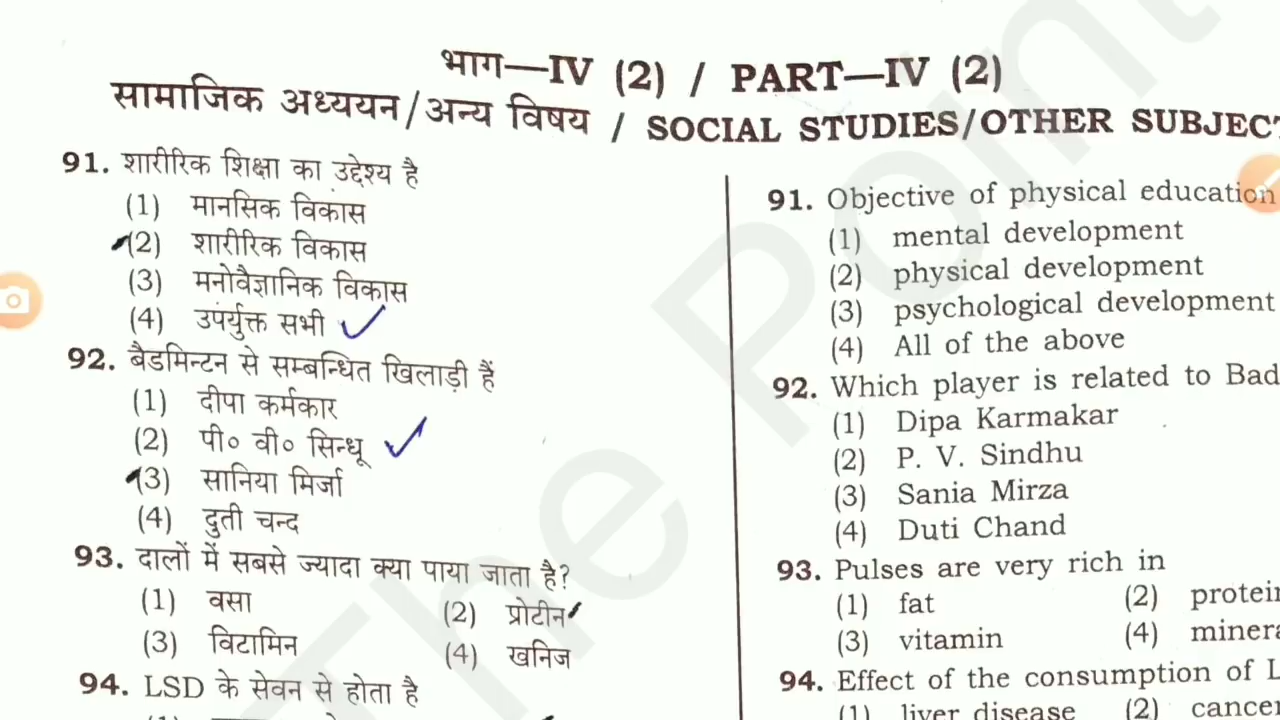 भाग—IV (2) / PART—IV (2)
सामाजिक अध्ययन/अन्य विषय / SOCIAL STUDIES/OTHER
91. शारीरिक शिक्षा का उद्देश्य है
(1) मानसिक विकास
(2) शारीरिक विकास
(3) मनोवैज्ञानिक विकास
(4) उपर्युक्त सभी
92. बैडमिन्टन से सम्बन्धित खिलाड़ी हैं
(1) दीपा कर्मकार
(2) पी० वी० सिन्धू
(3) सानिया मिर्जा
(4) दुती चन्द
93. दालों में सबसे ज्यादा क्या पाया जाता है?
(1) वसा (2) प्रोटीन
(3) विटामिन (4) खनिज
94. LSD के सेवन से होता है
91. Objective of physical education
(1) mental development
(2) physical development
(3) psychological development
(4) All of the above
92. Which player is related to
(1) Dipa Karmakar
(2) P. V. Sindhu
(3) Sania Mirza
(4) Duti Chand
93. Pulses are very rich in
(1) fat (2) protein
(3) vitamin (4)
94. Effect of the consumption of
(1) liver disease (2) cancer
The Point